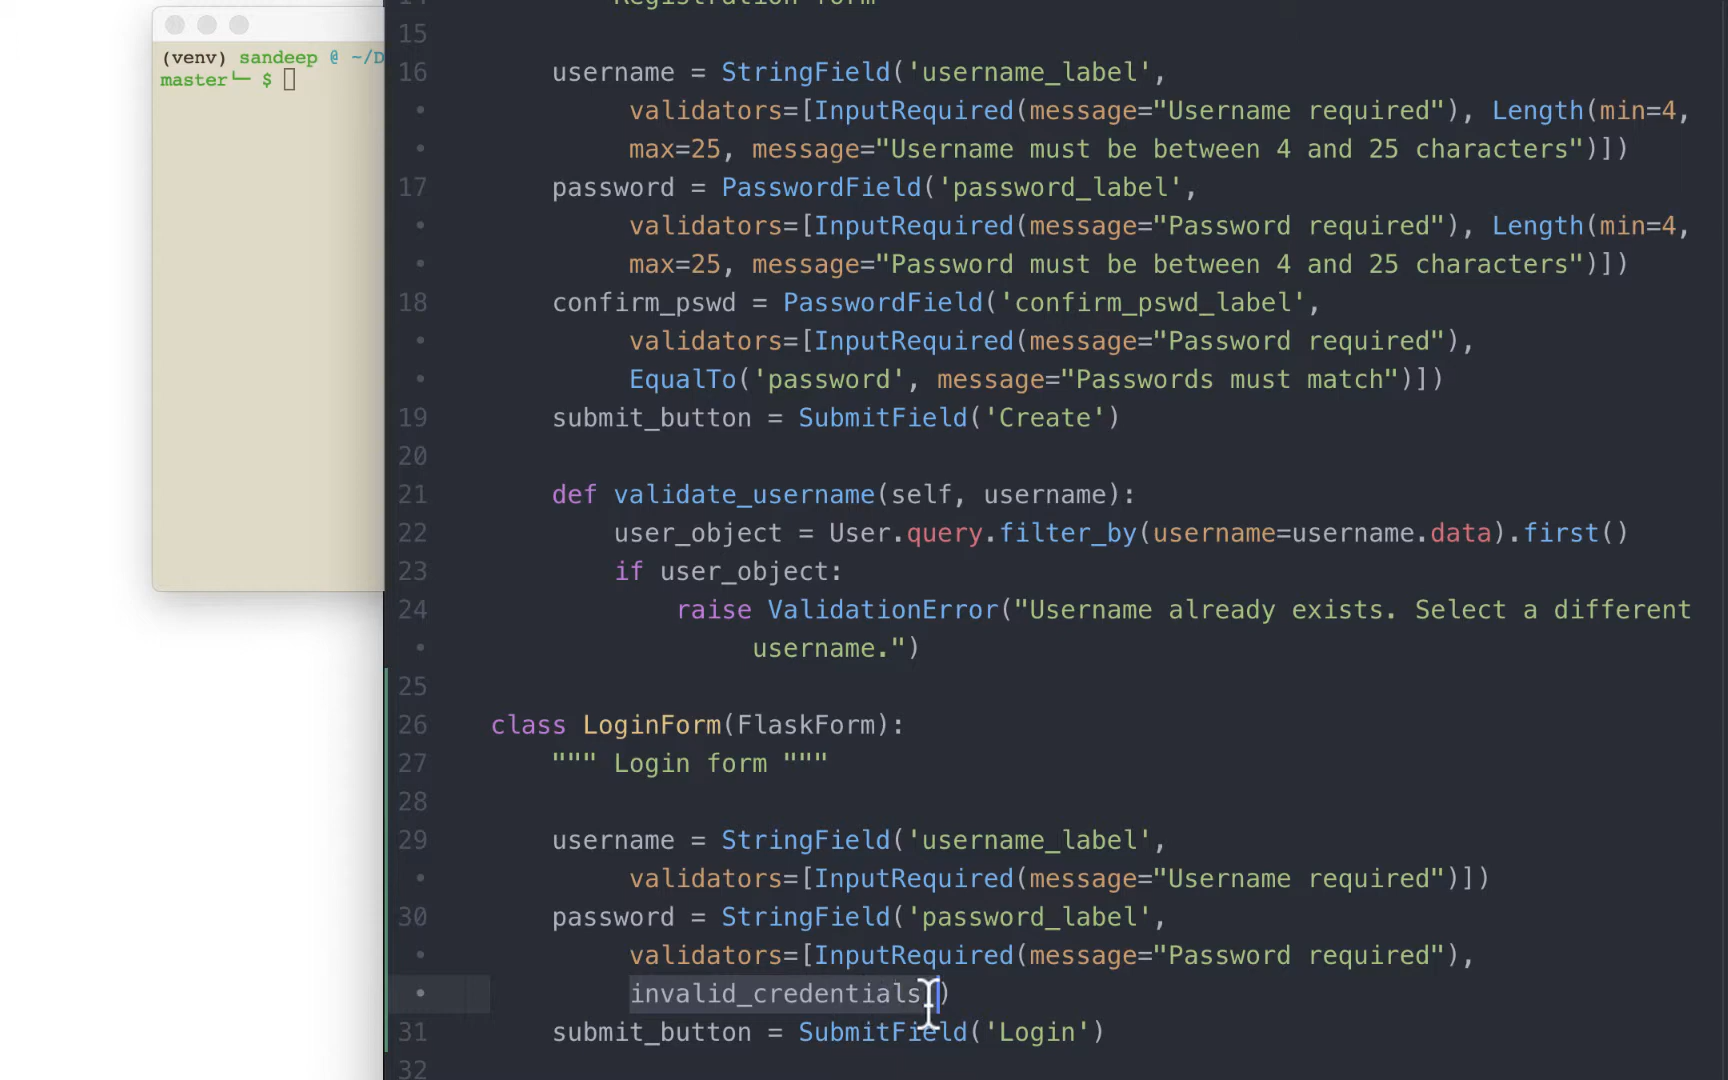 (venv) sandeep @ ~/D
master└─ $
14 Registration form
15
16 username = StringField('username_label',
• validators=[InputRequired(message="Username required"), Length(min=4,
• max=25, message="Username must be between 4 and 25 characters")])
17 password = PasswordField('password_label',
• validators=[InputRequired(message="Password required"), Length(min=4,
• max=25, message="Password must be between 4 and 25 characters")])
18 confirm_pswd = PasswordField('confirm_pswd_label',
• validators=[InputRequired(message="Password required"),
• EqualTo('password', message="Passwords must match")])
19 submit_button = SubmitField('Create')
20
21 def validate_username(self, username):
22 user_object = User.query.filter_by(username=username.data).first()
23 if user_object:
24 raise ValidationError("Username already exists. Select a different
• username.")
25
26 class LoginForm(FlaskForm):
27 """ Login form """
28
29 username = StringField('username_label',
• validators=[InputRequired(message="Username required")])
30 password = StringField('password_label',
• validators=[InputRequired(message="Password required"),
• invalid_credentials])
31 submit_button = SubmitField('Login')
32